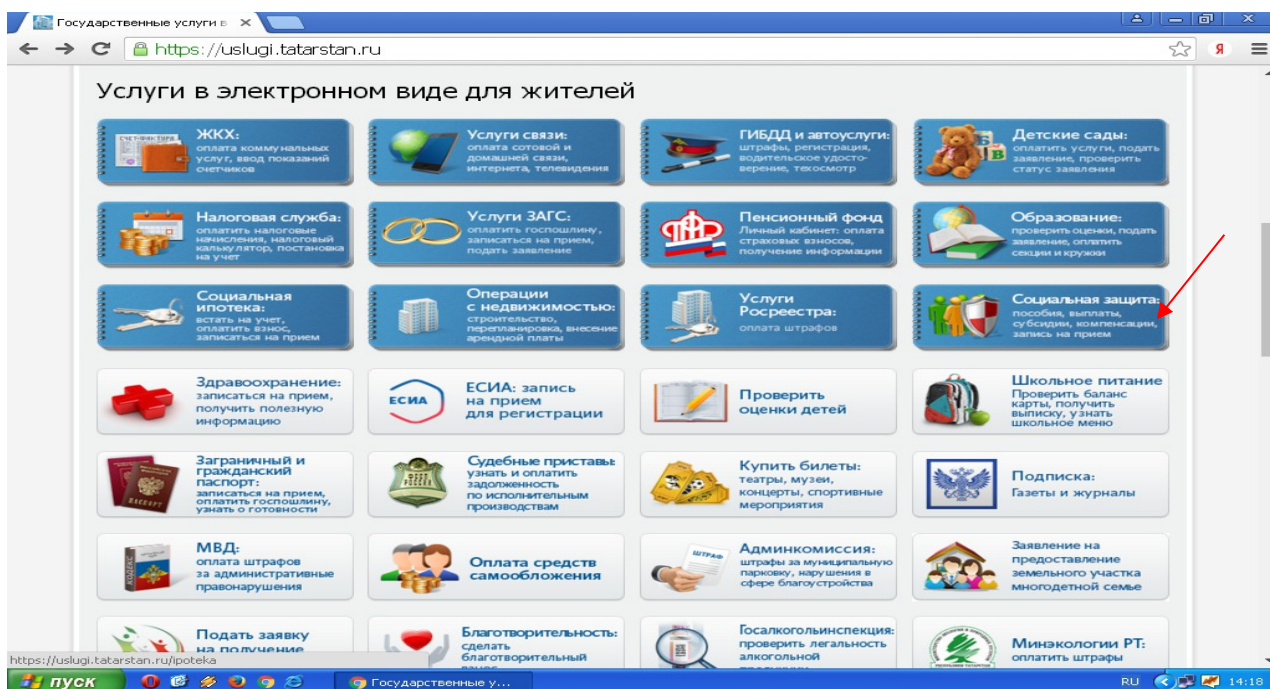 Государственные услуги в
https://uslugi.tatarstan.ru
Я
Услуги в электронном виде для жителей
СЧЕТ-ФАКТУРА
ЖКХ:
оплата коммунальных
услуг, ввод показаний
счетчиков
Услуги связи:
оплата сотовой и
домашней связи,
интернета, телевидения
ГИБДД и автоуслуги:
штрафы, регистрация,
водительское удосто-
верение, техосмотр
Детские сады:
оплатить услуги, подать
заявление, проверить
статус заявления
Налоговая служба:
оплатить налоговые
начисления, налоговый
калькулятор, постановка
на учет
Услуги ЗАГС:
оплатить госпошлину,
записаться на прием,
подать заявление
Пенсионный фонд
Личный кабинет: оплата
страховых взносов,
получение информации
Образование:
проверить оценки, подать
заявление, оплатить
секции и кружки
Социальная
ипотека:
встать на учет,
оплатить взнос,
записаться на прием
Операции
с недвижимостью:
строительство,
перепланировка, внесение
арендной платы
Услуги
Росреестра:
оплата штрафов
Социальная защита:
пособия, выплаты,
субсидии, компенсации,
запись на прием
Здравоохранение:
записаться на прием,
получить полезную
информацию
ЕСИА
ЕСИА: запись
на прием
для регистрации
Проверить
оценки детей
Школьное питание
Проверить баланс
карты, получить
выписку, узнать
школьное меню
ПАСПОРТ
Заграничный и
гражданский
паспорт:
записаться на прием,
оплатить госпошлину,
узнать о готовности
Судебные приставы:
узнать и оплатить
задолженность
по исполнительным
производствам
Купить билеты:
театры, музеи,
концерты, спортивные
мероприятия
Подписка:
Газеты и журналы
КОДЕКС
МВД:
оплата штрафов
за административные
правонарушения
Оплата средств
самообложения
ШТРАФ
Админкомиссия:
штрафы за муниципальную
парковку, нарушения в
сфере благоустройства
Заявление на
предоставление
земельного участка
многодетной семье
Подать заявку
на получение
Благотворительность:
сделать
благотворительный
Госалкогольинспекция:
проверить легальность
алкогольной
Минэкологии РТ:
оплатить штрафы
https://uslugi.tatarstan.ru/ipoteka
пуск
Государственные у...
RU
14:18